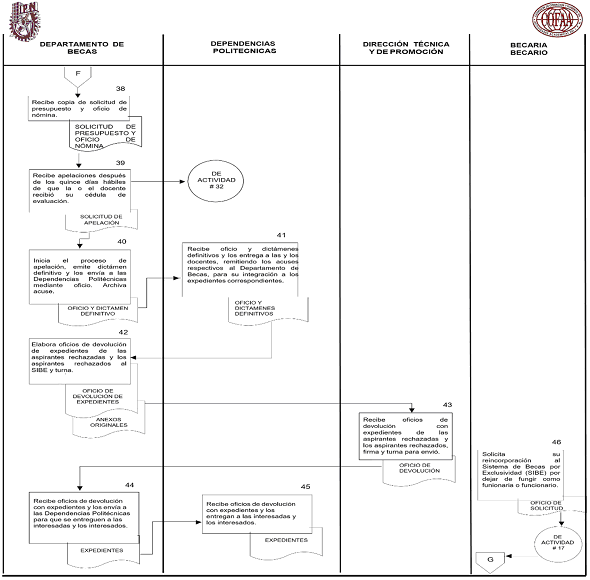 IPN
COFAA
DEPARTAMENTO DE
BECAS
DEPENDENCIAS
POLITECNICAS
DIRECCIÓN TÉCNICA
Y DE PROMOCIÓN
BECARIA
BECARIO
F
38
Recibe copia de solicitud de
presupuesto y oficio de
nómina.
SOLICITUD DE
PRESUPUESTO Y
OFICIO DE
NÓMINA
39
Recibe apelaciones después
de los quince días hábiles
de que la o el docente
recibió su cédula de
evaluación.
SOLICITUD DE
APELACIÓN
DE
ACTIVIDAD
# 32
40
Inicia el proceso de
apelación, emite dictámen
definitivo y los envía a las
Dependencias Politécnicas
mediante oficio. Archiva
acuse.
OFICIO Y DICTAMEN
DEFINITIVO
41
Recibe oficio y dictámenes
definitivos y los entrega a las y los
docentes, remitiendo los acuses
respectivos al Departamento de
Becas, para su integración a los
expedientes correspondientes.
OFICIO Y
DICTAMENES
DEFINITIVOS
42
Elabora oficios de devolución
de expedientes de las
aspirantes rechazadas y los
aspirantes rechazados al
SIBE y turna.
OFICIO DE
DEVOLUCIÓN DE
EXPEDIENTES
ANEXOS
ORIGINALES
43
Recibe oficios de
devolución con
expedientes de las
aspirantes rechazadas y
los aspirantes rechazados,
firma y turna para envió.
OFICIO DE
DEVOLUCIÓN
44
Recibe oficios de devolución
con expedientes y los envía a
las Dependencias Politécnicas
para que se entreguen a las
interesadas y los interesados.
EXPEDIENTES
45
Recibe oficios de devolución
con expedientes y los
entregan a las interesadas y
los interesados.
EXPEDIENTES
46
Solicita su
reincorporación al
Sistema de Becas por
Exclusividad (SIBE) por
dejar de fungir como
funionaria o funcionario.
OFICIO DE
SOLICITUD
DE
ACTIVIDAD
# 17
G